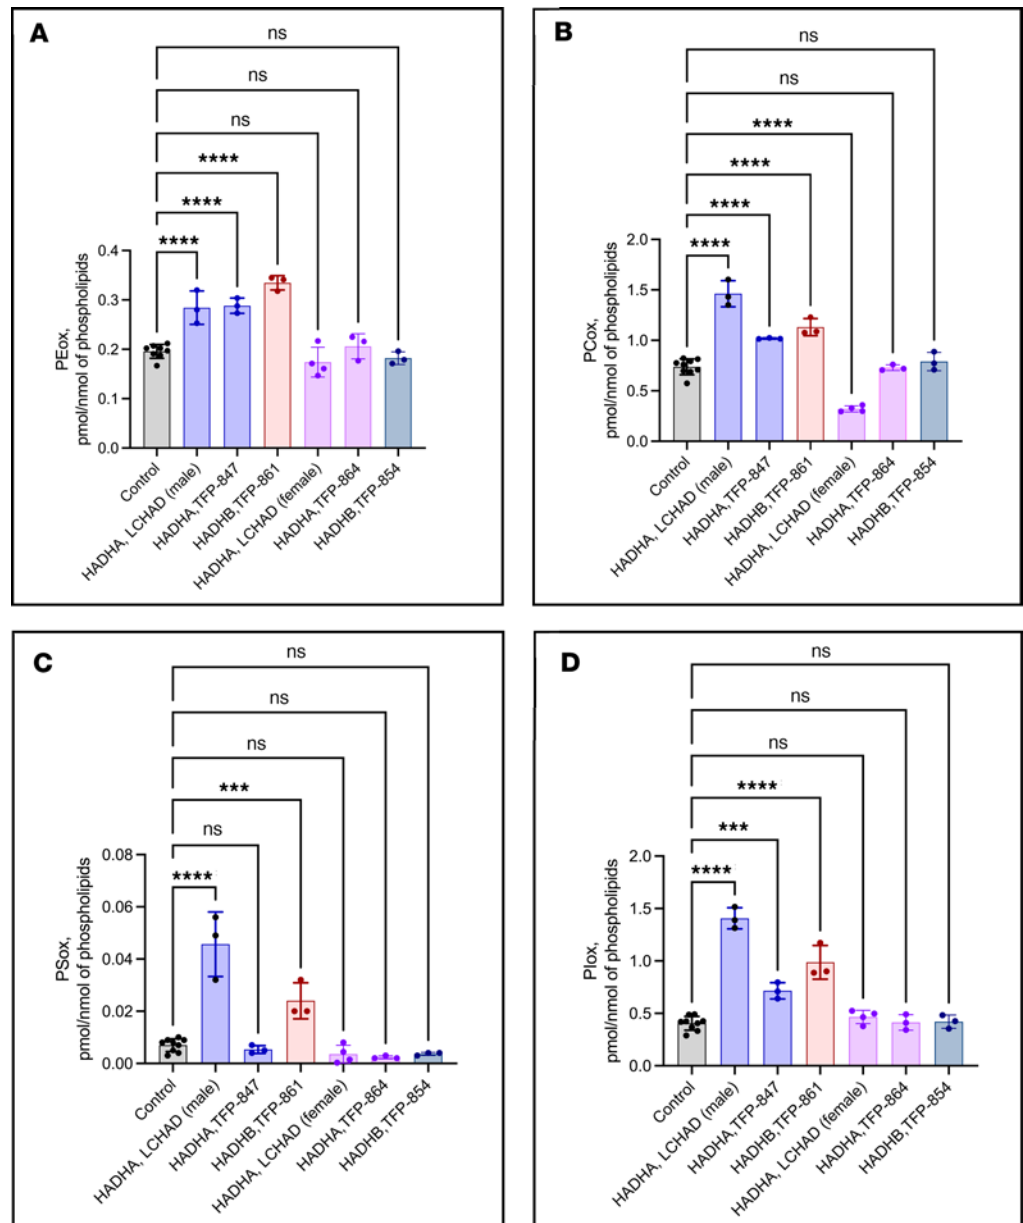 A
ns
ns
ns
****
****
****
PEox,
pmol/nmol of phospholipids
0.4
0.3
0.2
0.1
0.0
Control
HADHA, LCHAD (male)
HADHA,TFP-847
HADHB,TFP-861
HADHA, LCHAD (female)
HADHA,TFP-864
HADHB,TFP-854
B
ns
ns
****
****
****
****
PCox,
pmol/nmol of phospholipids
2.0
1.5
1.0
0.5
0.0
Control
HADHA, LCHAD (male)
HADHA,TFP-847
HADHB,TFP-861
HADHA, LCHAD (female)
HADHA,TFP-864
HADHB,TFP-854
C
ns
ns
ns
***
ns
****
PSox,
pmol/nmol of phospholipids
0.08
0.06
0.04
0.02
0.00
Control
HADHA, LCHAD (male)
HADHA,TFP-847
HADHB,TFP-861
HADHA, LCHAD (female)
HADHA,TFP-864
HADHB,TFP-854
D
ns
ns
ns
****
***
****
PIox,
pmol/nmol of phospholipids
2.0
1.5
1.0
0.5
0.0
Control
HADHA, LCHAD (male)
HADHA,TFP-847
HADHB,TFP-861
HADHA, LCHAD (female)
HADHA,TFP-864
HADHB,TFP-854